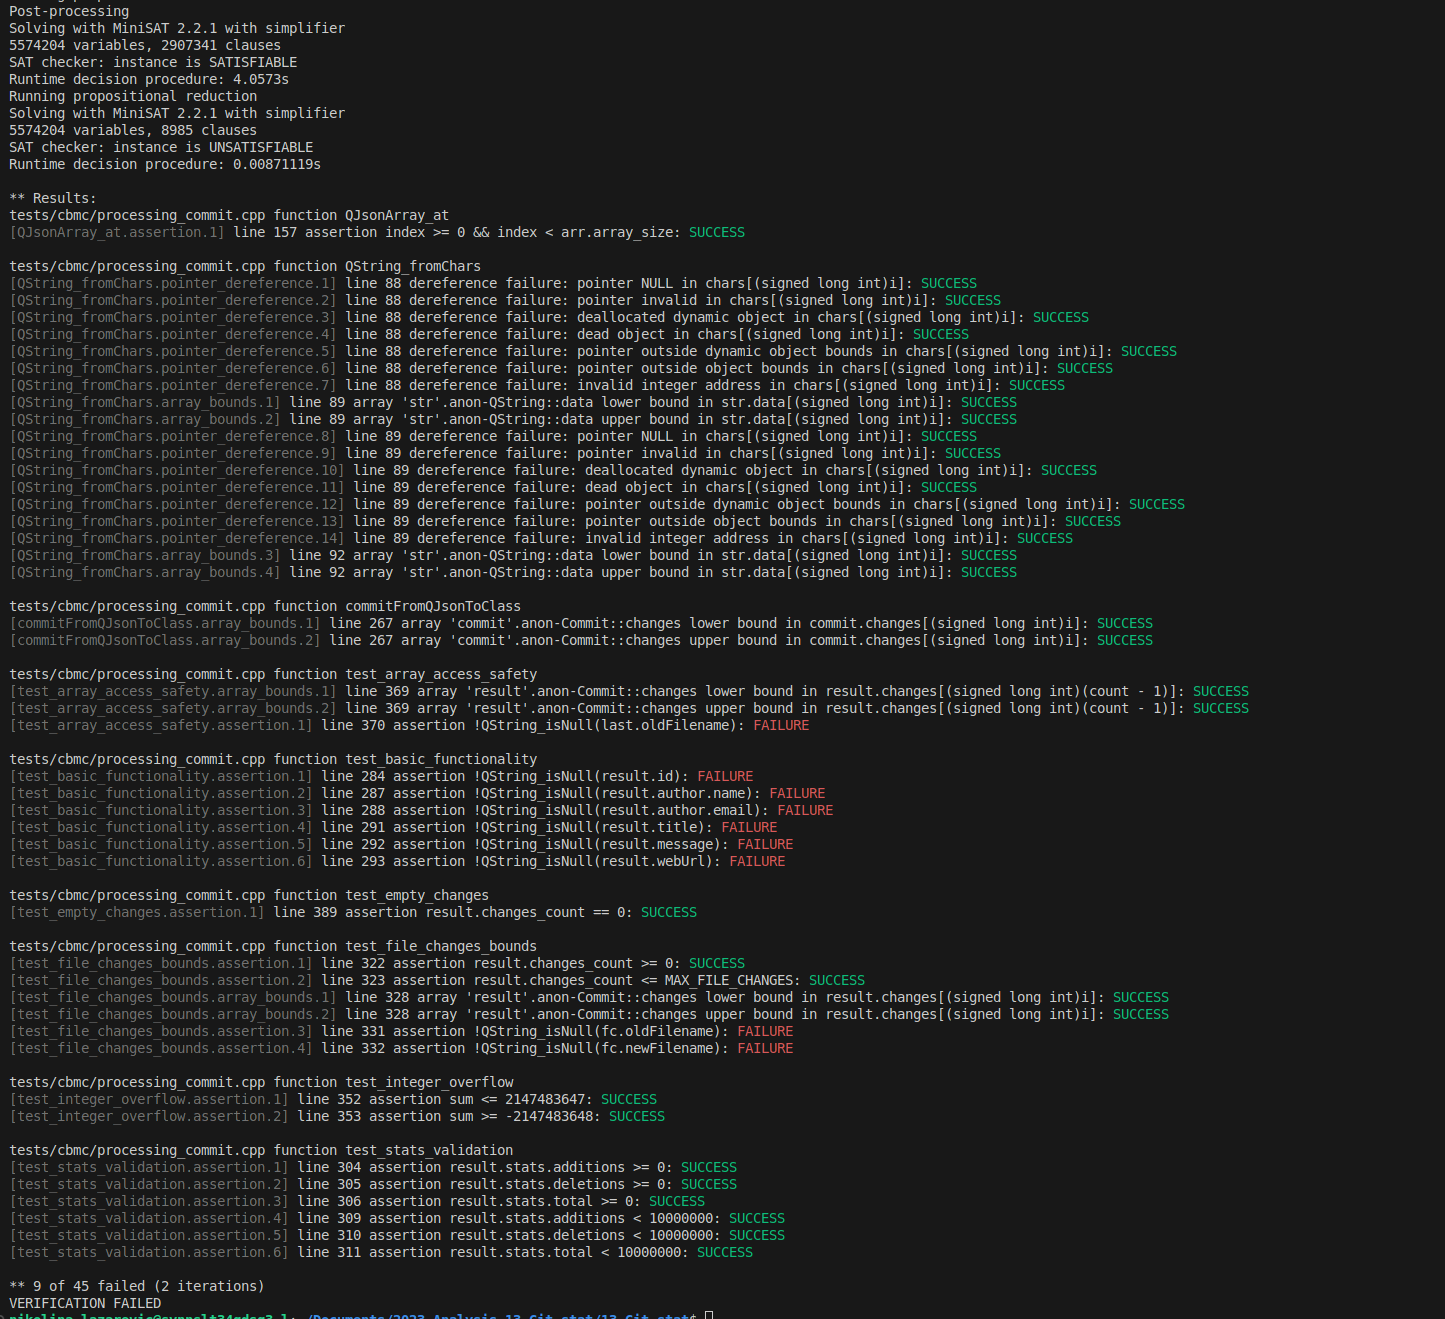 Post-processing
Solving with MiniSAT 2.2.1 with simplifier
5574204 variables, 2907341 clauses
SAT checker: instance is SATISFIABLE
Runtime decision procedure: 4.0573s
Running propositional reduction
Solving with MiniSAT 2.2.1 with simplifier
5574204 variables, 8985 clauses
SAT checker: instance is UNSATISFIABLE
Runtime decision procedure: 0.00871119s

** Results:
tests/cbmc/processing_commit.cpp function QJsonArray_at
[QJsonArray_at.assertion.1] line 157 assertion index >= 0 && index < arr.array_size: SUCCESS

tests/cbmc/processing_commit.cpp function QString_fromChars
[QString_fromChars.pointer_dereference.1] line 88 dereference failure: pointer NULL in chars[(signed long int)i]: SUCCESS
[QString_fromChars.pointer_dereference.2] line 88 dereference failure: pointer invalid in chars[(signed long int)i]: SUCCESS
[QString_fromChars.pointer_dereference.3] line 88 dereference failure: deallocated dynamic object in chars[(signed long int)i]: SUCCESS
[QString_fromChars.pointer_dereference.4] line 88 dereference failure: dead object in chars[(signed long int)i]: SUCCESS
[QString_fromChars.pointer_dereference.5] line 88 dereference failure: pointer outside dynamic object bounds in chars[(signed long int)i]: SUCCESS
[QString_fromChars.pointer_dereference.6] line 88 dereference failure: pointer outside object bounds in chars[(signed long int)i]: SUCCESS
[QString_fromChars.pointer_dereference.7] line 88 dereference failure: invalid integer address in chars[(signed long int)i]: SUCCESS
[QString_fromChars.array_bounds.1] line 89 array 'str'.anon-QString::data lower bound in str.data[(signed long int)i]: SUCCESS
[QString_fromChars.array_bounds.2] line 89 array 'str'.anon-QString::data upper bound in str.data[(signed long int)i]: SUCCESS
[QString_fromChars.pointer_dereference.8] line 89 dereference failure: pointer NULL in chars[(signed long int)i]: SUCCESS
[QString_fromChars.pointer_dereference.9] line 89 dereference failure: pointer invalid in chars[(signed long int)i]: SUCCESS
[QString_fromChars.pointer_dereference.10] line 89 dereference failure: deallocated dynamic object in chars[(signed long int)i]: SUCCESS
[QString_fromChars.pointer_dereference.11] line 89 dereference failure: dead object in chars[(signed long int)i]: SUCCESS
[QString_fromChars.pointer_dereference.12] line 89 dereference failure: pointer outside dynamic object bounds in chars[(signed long int)i]: SUCCESS
[QString_fromChars.pointer_dereference.13] line 89 dereference failure: pointer outside object bounds in chars[(signed long int)i]: SUCCESS
[QString_fromChars.pointer_dereference.14] line 89 dereference failure: invalid integer address in chars[(signed long int)i]: SUCCESS
[QString_fromChars.array_bounds.3] line 92 array 'str'.anon-QString::data lower bound in str.data[(signed long int)i]: SUCCESS
[QString_fromChars.array_bounds.4] line 92 array 'str'.anon-QString::data upper bound in str.data[(signed long int)i]: SUCCESS

tests/cbmc/processing_commit.cpp function commitFromQJsonToClass
[commitFromQJsonToClass.array_bounds.1] line 267 array 'commit'.anon-Commit::changes lower bound in commit.changes[(signed long int)i]: SUCCESS
[commitFromQJsonToClass.array_bounds.2] line 267 array 'commit'.anon-Commit::changes upper bound in commit.changes[(signed long int)i]: SUCCESS

tests/cbmc/processing_commit.cpp function test_array_access_safety
[test_array_access_safety.array_bounds.1] line 369 array 'result'.anon-Commit::changes lower bound in result.changes[(signed long int)(count - 1)]: SUCCESS
[test_array_access_safety.array_bounds.2] line 369 array 'result'.anon-Commit::changes upper bound in result.changes[(signed long int)(count - 1)]: SUCCESS
[test_array_access_safety.assertion.1] line 370 assertion !QString_isNull(last.oldFilename): FAILURE

tests/cbmc/processing_commit.cpp function test_basic_functionality
[test_basic_functionality.assertion.1] line 284 assertion !QString_isNull(result.id): FAILURE
[test_basic_functionality.assertion.2] line 287 assertion !QString_isNull(result.author.name): FAILURE
[test_basic_functionality.assertion.3] line 288 assertion !QString_isNull(result.author.email): FAILURE
[test_basic_functionality.assertion.4] line 291 assertion !QString_isNull(result.title): FAILURE
[test_basic_functionality.assertion.5] line 292 assertion !QString_isNull(result.message): FAILURE
[test_basic_functionality.assertion.6] line 293 assertion !QString_isNull(result.webUrl): FAILURE

tests/cbmc/processing_commit.cpp function test_empty_changes
[test_empty_changes.assertion.1] line 389 assertion result.changes_count == 0: SUCCESS

tests/cbmc/processing_commit.cpp function test_file_changes_bounds
[test_file_changes_bounds.assertion.1] line 322 assertion result.changes_count >= 0: SUCCESS
[test_file_changes_bounds.assertion.2] line 323 assertion result.changes_count <= MAX_FILE_CHANGES: SUCCESS
[test_file_changes_bounds.array_bounds.1] line 328 array 'result'.anon-Commit::changes lower bound in result.changes[(signed long int)i]: SUCCESS
[test_file_changes_bounds.array_bounds.2] line 328 array 'result'.anon-Commit::changes upper bound in result.changes[(signed long int)i]: SUCCESS
[test_file_changes_bounds.assertion.3] line 331 assertion !QString_isNull(fc.oldFilename): FAILURE
[test_file_changes_bounds.assertion.4] line 332 assertion !QString_isNull(fc.newFilename): FAILURE

tests/cbmc/processing_commit.cpp function test_integer_overflow
[test_integer_overflow.assertion.1] line 352 assertion sum <= 2147483647: SUCCESS
[test_integer_overflow.assertion.2] line 353 assertion sum >= -2147483648: SUCCESS

tests/cbmc/processing_commit.cpp function test_stats_validation
[test_stats_validation.assertion.1] line 304 assertion result.stats.additions >= 0: SUCCESS
[test_stats_validation.assertion.2] line 305 assertion result.stats.deletions >= 0: SUCCESS
[test_stats_validation.assertion.3] line 306 assertion result.stats.total >= 0: SUCCESS
[test_stats_validation.assertion.4] line 309 assertion result.stats.additions < 10000000: SUCCESS
[test_stats_validation.assertion.5] line 310 assertion result.stats.deletions < 10000000: SUCCESS
[test_stats_validation.assertion.6] line 311 assertion result.stats.total < 10000000: SUCCESS

** 9 of 45 failed (2 iterations)
VERIFICATION FAILED